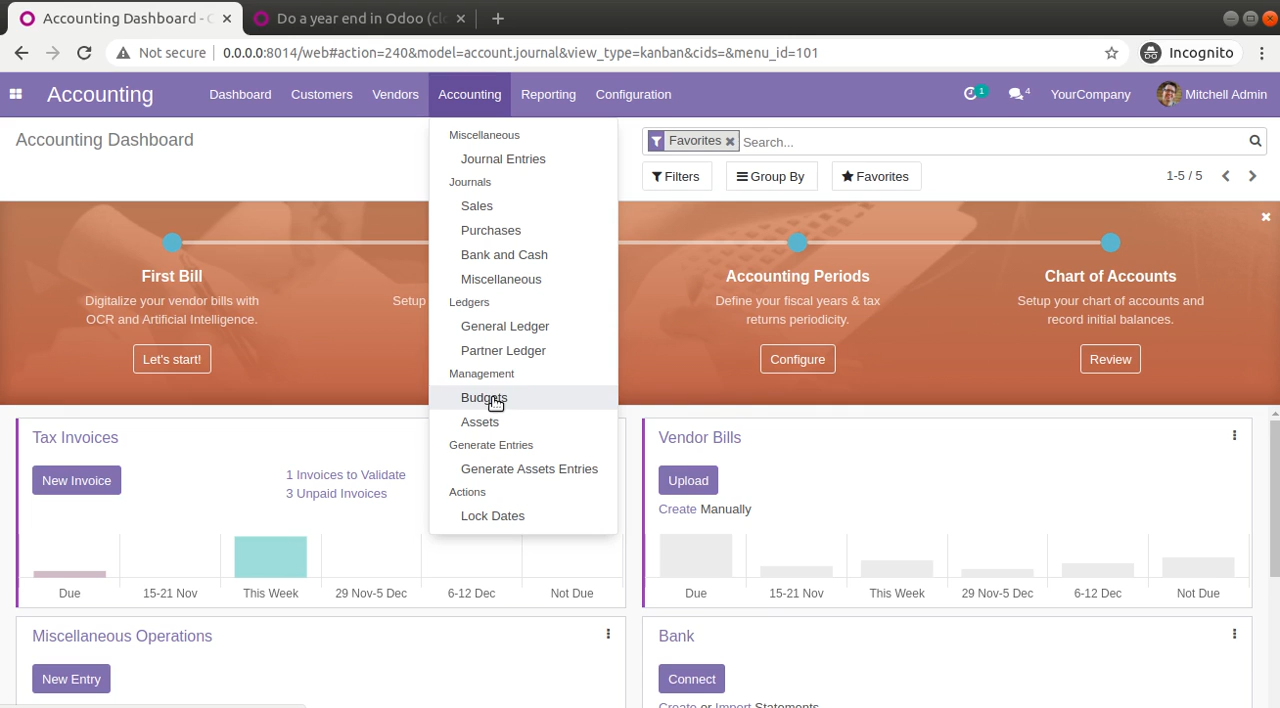 Accounting Dashboard - 
Do a year end in Odoo (cl
Not secure
0.0.0.0:8014/web#action=240&model=account.journal&view_type=kanban&cids=&menu_id=101
Incognito
Accounting
Dashboard
Customers
Vendors
Accounting
Reporting
Configuration
1
4
YourCompany
Mitchell Admin
Accounting Dashboard
Favorites
Search...
Filters
Group By
Favorites
1-5 / 5
Miscellaneous
Journal Entries
Journals
Sales
Purchases
Bank and Cash
Miscellaneous
Ledgers
General Ledger
Partner Ledger
Management
Budgets
Assets
Generate Entries
Generate Assets Entries
Actions
Lock Dates
First Bill
Digitalize your vendor bills with
OCR and Artificial Intelligence.
Let's start!
Setup
Accounting Periods
Define your fiscal years & tax
returns periodicity.
Configure
Chart of Accounts
Setup your chart of accounts and
record initial balances.
Review
Tax Invoices
New Invoice
1 Invoices to Validate
3 Unpaid Invoices
Due
15-21 Nov
This Week
29 Nov-5 Dec
6-12 Dec
Not Due
Vendor Bills
Upload
Create Manually
Due
15-21 Nov
This Week
29 Nov-5 Dec
6-12 Dec
Not Due
Miscellaneous Operations
New Entry
Bank
Connect
Create or Import Statements